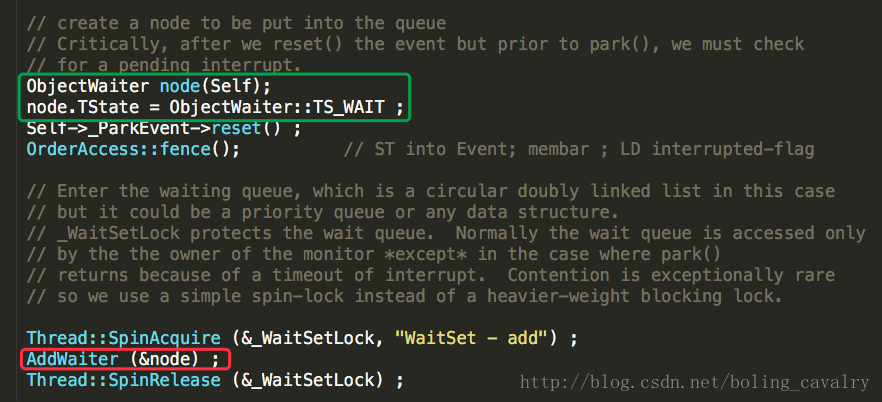 // create a node to be put into the queue
// Critically, after we reset() the event but prior to park(), we must check
// for a pending interrupt.
ObjectWaiter node(Self);
node.TState = ObjectWaiter::TS_WAIT ;
Self->_ParkEvent->reset() ;
OrderAccess::fence();          // ST into Event; membar ; LD interrupted-flag
// Enter the waiting queue, which is a circular doubly linked list in this case
// but it could be a priority queue or any data structure.
// _WaitSetLock protects the wait queue.  Normally the wait queue is accessed only
// by the the owner of the monitor *except* in the case where park()
// returns because of a timeout of interrupt.  Contention is exceptionally rare
// so we use a simple spin-lock instead of a heavier-weight blocking lock.
Thread::SpinAcquire (&_WaitSetLock, "WaitSet - add") ;
AddWaiter (&node) ;
Thread::SpinRelease (&_WaitSetLock) ;
http://blog.csdn.net/boling_cavalry